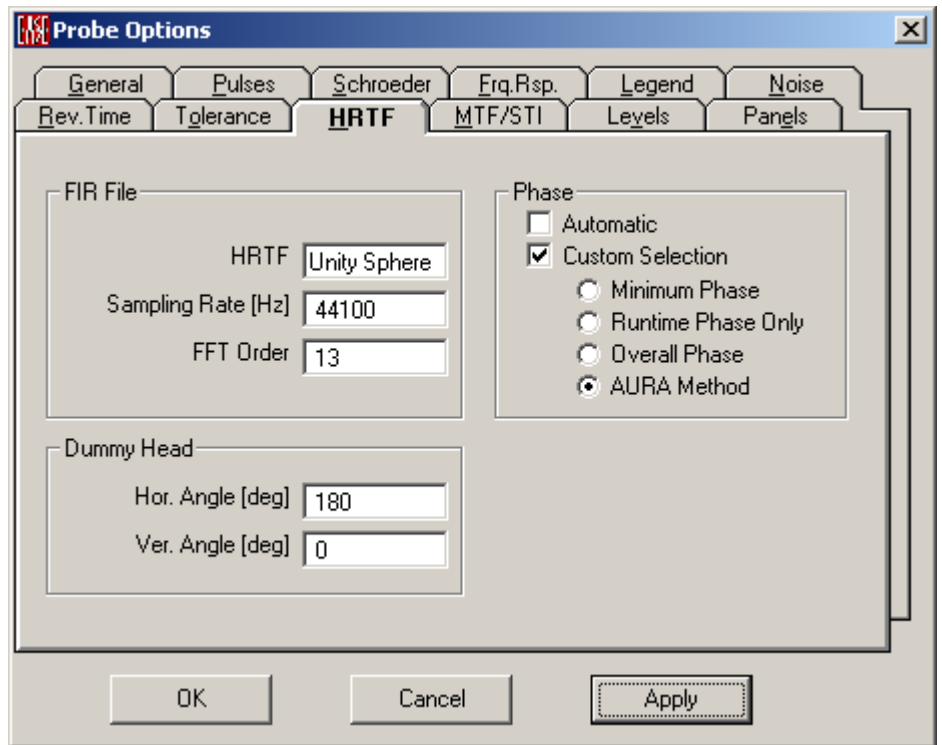 EASE
Probe Options
General Pulses Schroeder Frq.Rsp. Legend Noise
Rev.Time Tolerance HRTF MTF/STI Levels Panels
FIR File
HRTF Unity Sphere
Sampling Rate [Hz] 44100
FFT Order 13
Phase
Automatic
Custom Selection
Minimum Phase
Runtime Phase Only
Overall Phase
AURA Method
Dummy Head
Hor. Angle [deg] 180
Ver. Angle [deg] 0
OK Cancel Apply